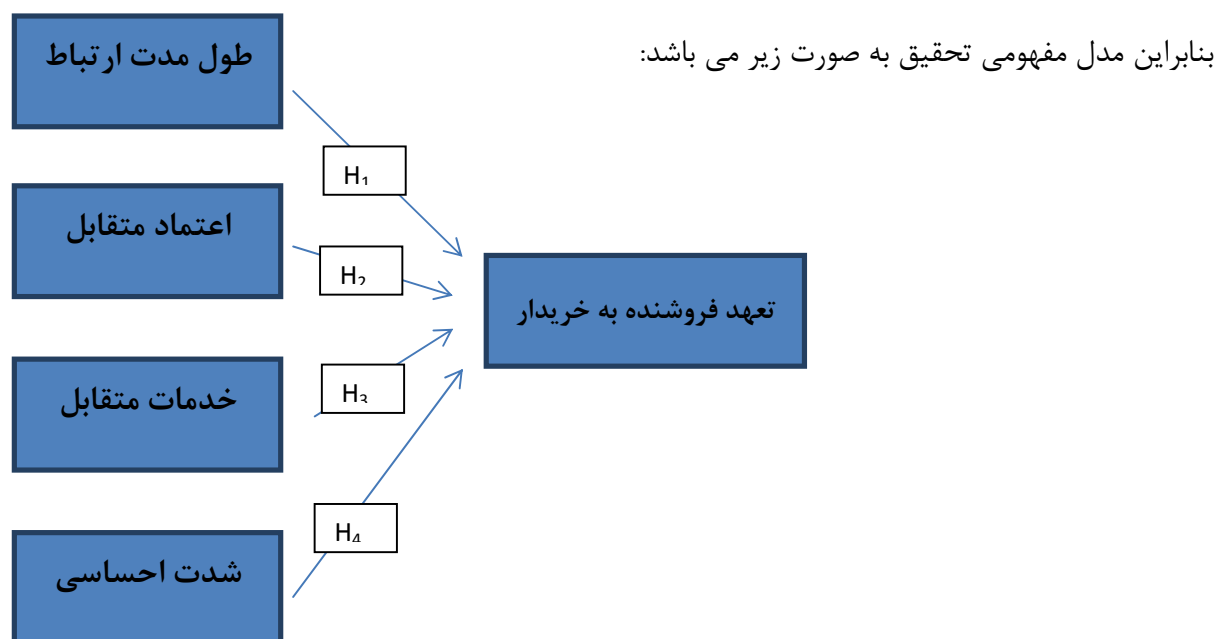 بنابراین مدل مفهومی تحقیق به صورت زیر می باشد:
طول مدت ارتباط
H₁
اعتماد متقابل
H₂
تعهد فروشنده به خریدار
خدمات متقابل
H₃
شدت احساسی
H₄